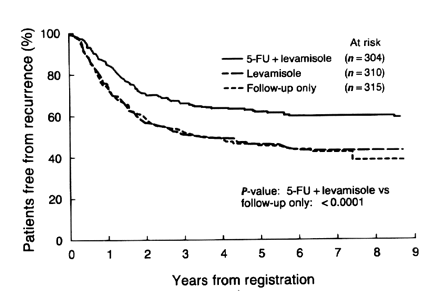 Patients free from recurrence (%)
100
80
60
40
20
0
At risk
5-FU + levamisole (n = 304)
Levamisole (n = 310)
Follow-up only (n = 315)
P-value: 5-FU + levamisole vs
follow-up only: < 0.0001
0 1 2 3 4 5 6 7 8 9
Years from registration